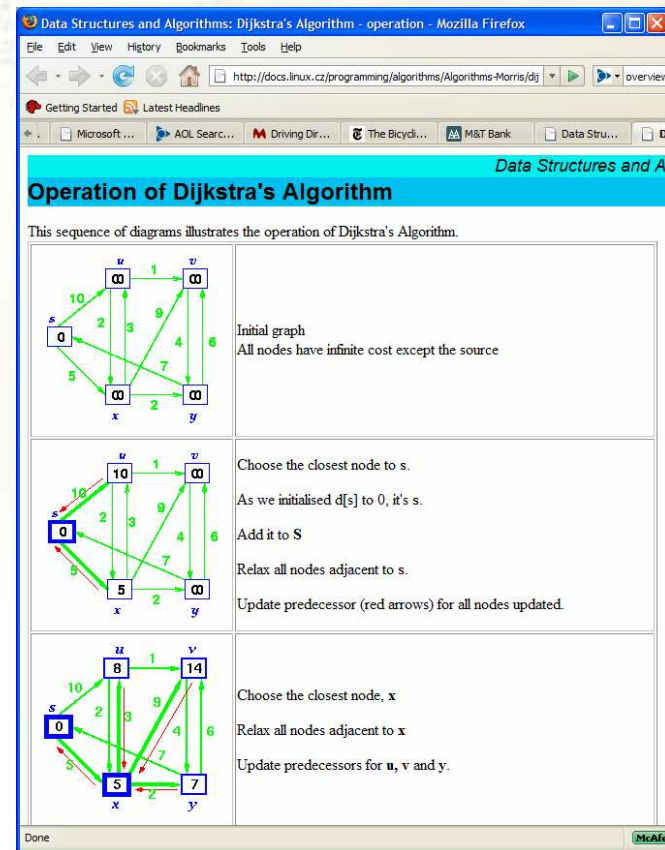 Data Structures and Algorithms: Dijkstra's Algorithm - operation - Mozilla Firefox
File Edit View History Bookmarks Tools Help
http://docs.linux.cz/programming/algorithms/Algorithms-Morris/dij
overview
Getting Started Latest Headlines
Microsoft ... AOL Searc... Driving Dir... The Bicycli... M&T Bank Data Stru... D
Data Structures and A
Operation of Dijkstra's Algorithm
This sequence of diagrams illustrates the operation of Dijkstra's Algorithm.
u v
∞ 1 ∞
10 9
s 2 3 4 6
0
5 7
∞ 2 ∞
x y
Initial graph
All nodes have infinite cost except the source
u v
10 1 ∞
10 9
s 2 3 4 6
0
5 7
5 2 ∞
x y
Choose the closest node to s.
As we initialised d[s] to 0, it's s.
Add it to S
Relax all nodes adjacent to s.
Update predecessor (red arrows) for all nodes updated.
u v
8 1 14
10 9
s 2 3 4 6
0
5 7
5 2 7
x y
Choose the closest node, x
Relax all nodes adjacent to x
Update predecessors for u, v and y.
Done
McAfe